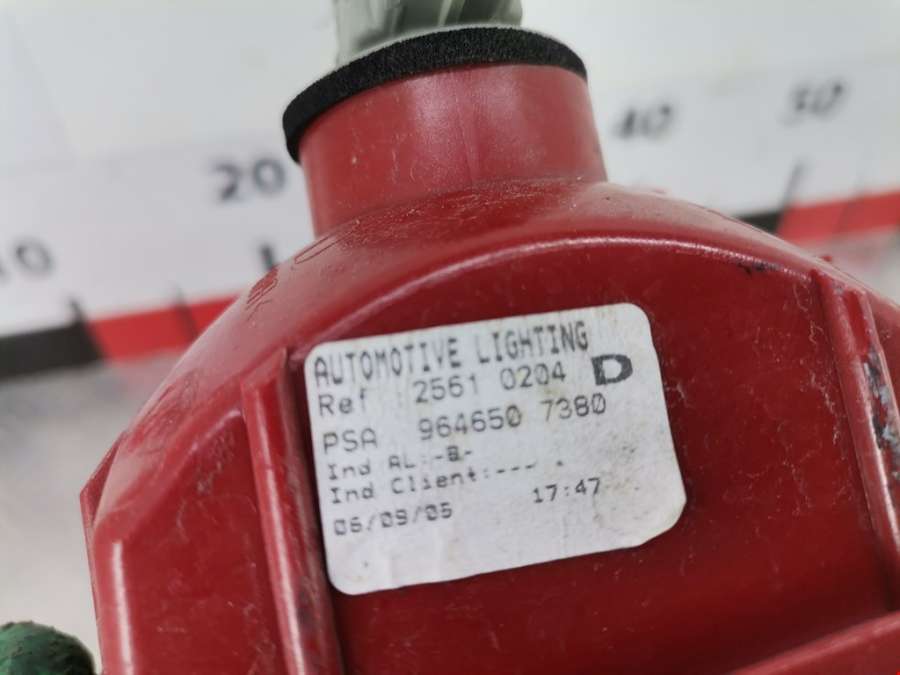 10 20 40 50
AUTOMOTIVE LIGHTING
Ref 2561 0204 D
PSA 964650 7380
Ind AL:-B-
Ind Client:---
06/09/05 17:47